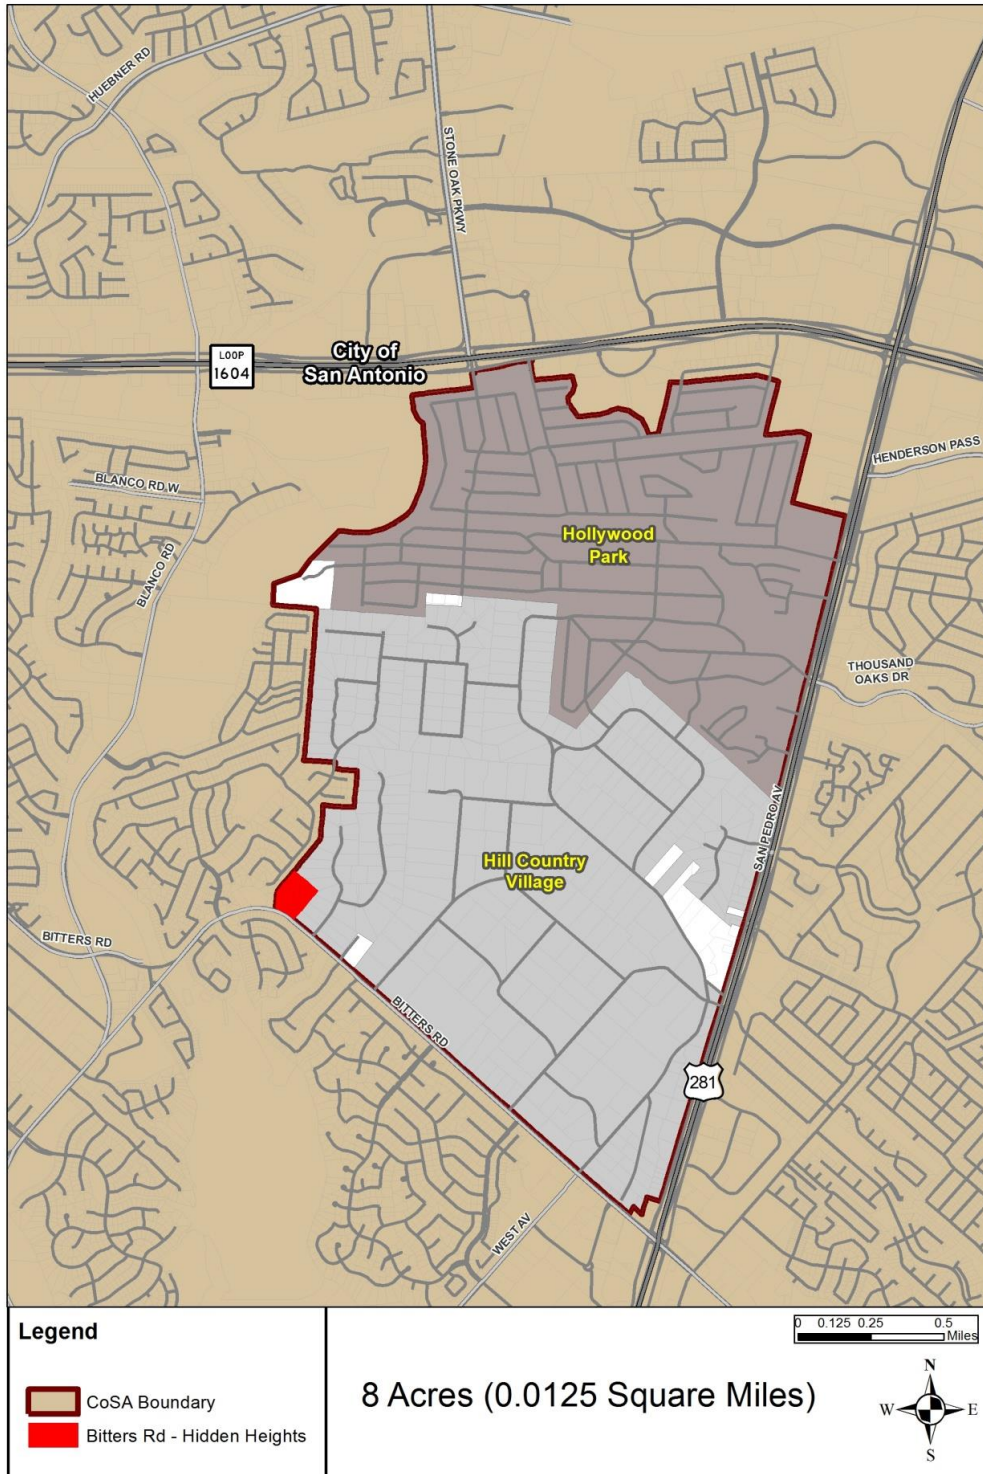 HUEBNER RD
STONE OAK PKWY
LOOP
1604
City of
San Antonio
HENDERSON PASS
BLANCO RD W
BLANCO RD
Hollywood
Park
THOUSAND
OAKS DR
SAN PEDRO AV
Hill Country
Village
BITTERS RD
BITTERS RD
281
WEST AV
Legend
CoSA Boundary
Bitters Rd - Hidden Heights
8 Acres (0.0125 Square Miles)
0 0.125 0.25 0.5
Miles
N
W E
S